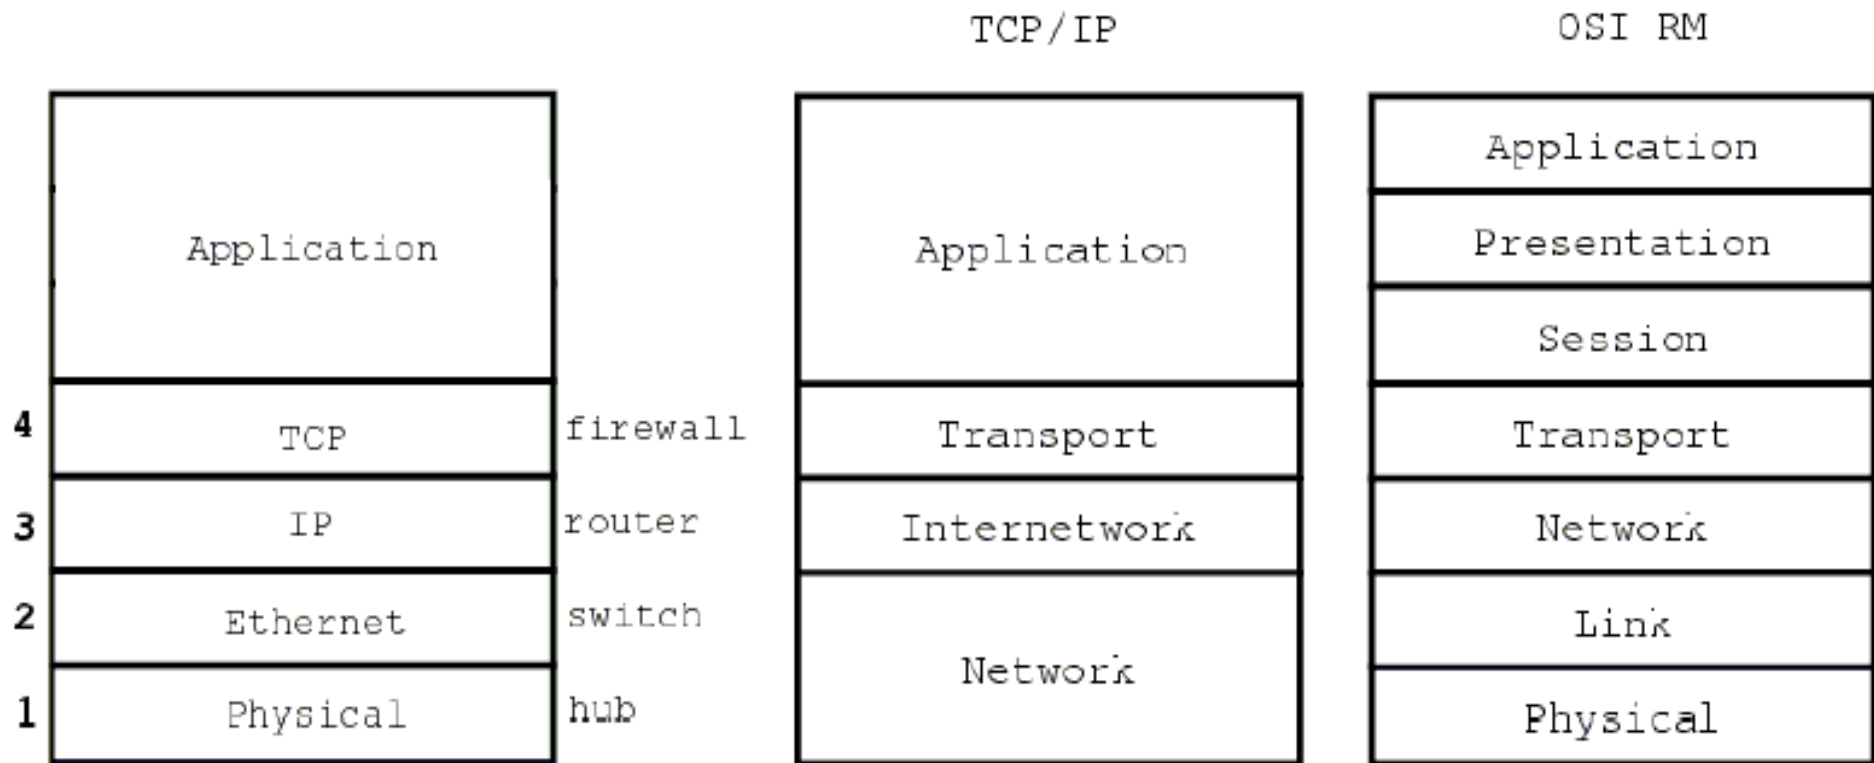 TCP/IP
OSI RM
Application
4 TCP firewall
3 IP router
2 Ethernet switch
1 Physical hub
Application
Transport
Internetwork
Network
Application
Presentation
Session
Transport
Network
Link
Physical